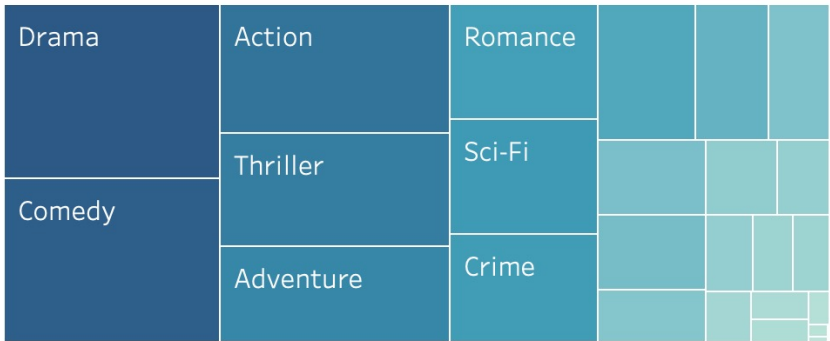 Drama
Comedy
Action
Thriller
Adventure
Romance
Sci-Fi
Crime